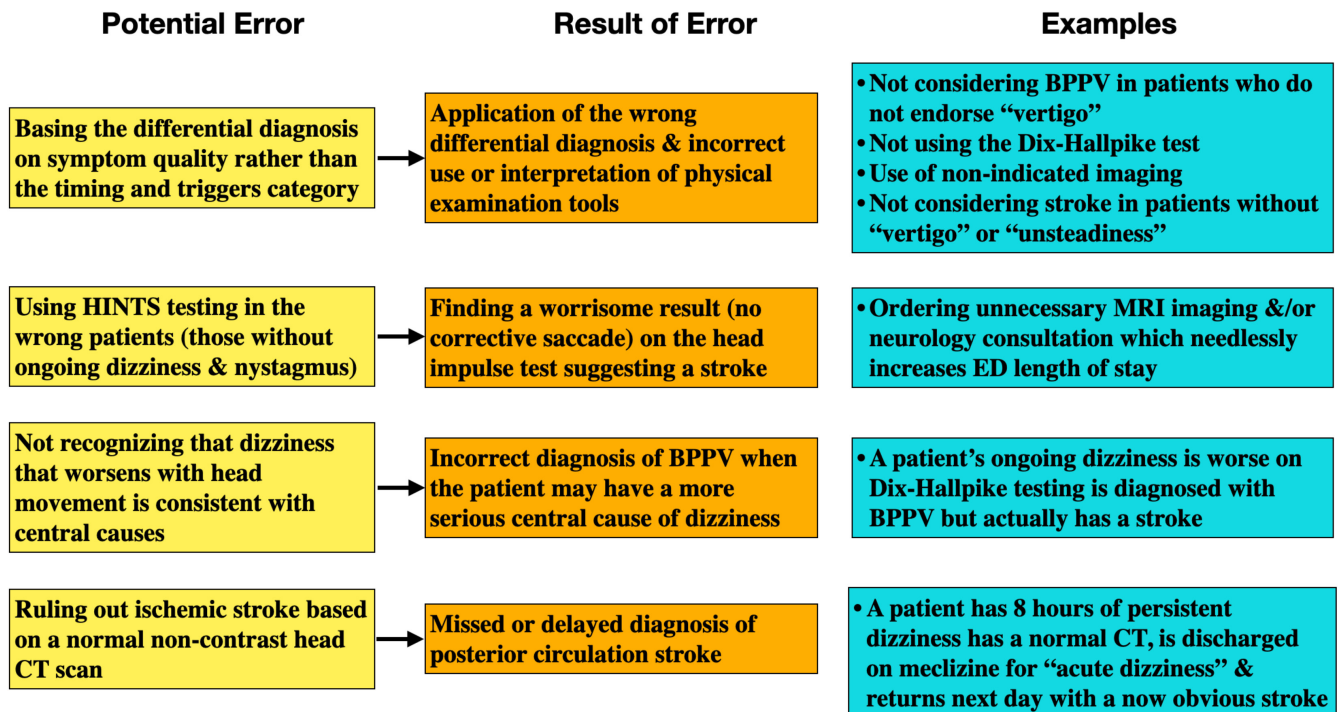 Potential Error
Result of Error
Examples
Basing the differential diagnosis
on symptom quality rather than
the timing and triggers category
Application of the wrong
differential diagnosis & incorrect
use or interpretation of physical
examination tools
• Not considering BPPV in patients who do
not endorse “vertigo”
• Not using the Dix-Hallpike test
• Use of non-indicated imaging
• Not considering stroke in patients without
“vertigo” or “unsteadiness”
Using HINTS testing in the
wrong patients (those without
ongoing dizziness & nystagmus)
Finding a worrisome result (no
corrective saccade) on the head
impulse test suggesting a stroke
• Ordering unnecessary MRI imaging &/or
neurology consultation which needlessly
increases ED length of stay
Not recognizing that dizziness
that worsens with head
movement is consistent with
central causes
Incorrect diagnosis of BPPV when
the patient may have a more
serious central cause of dizziness
• A patient’s ongoing dizziness is worse on
Dix-Hallpike testing is diagnosed with
BPPV but actually has a stroke
Ruling out ischemic stroke based
on a normal non-contrast head
CT scan
Missed or delayed diagnosis of
posterior circulation stroke
• A patient has 8 hours of persistent
dizziness has a normal CT, is discharged
on meclizine for “acute dizziness” &
returns next day with a now obvious stroke